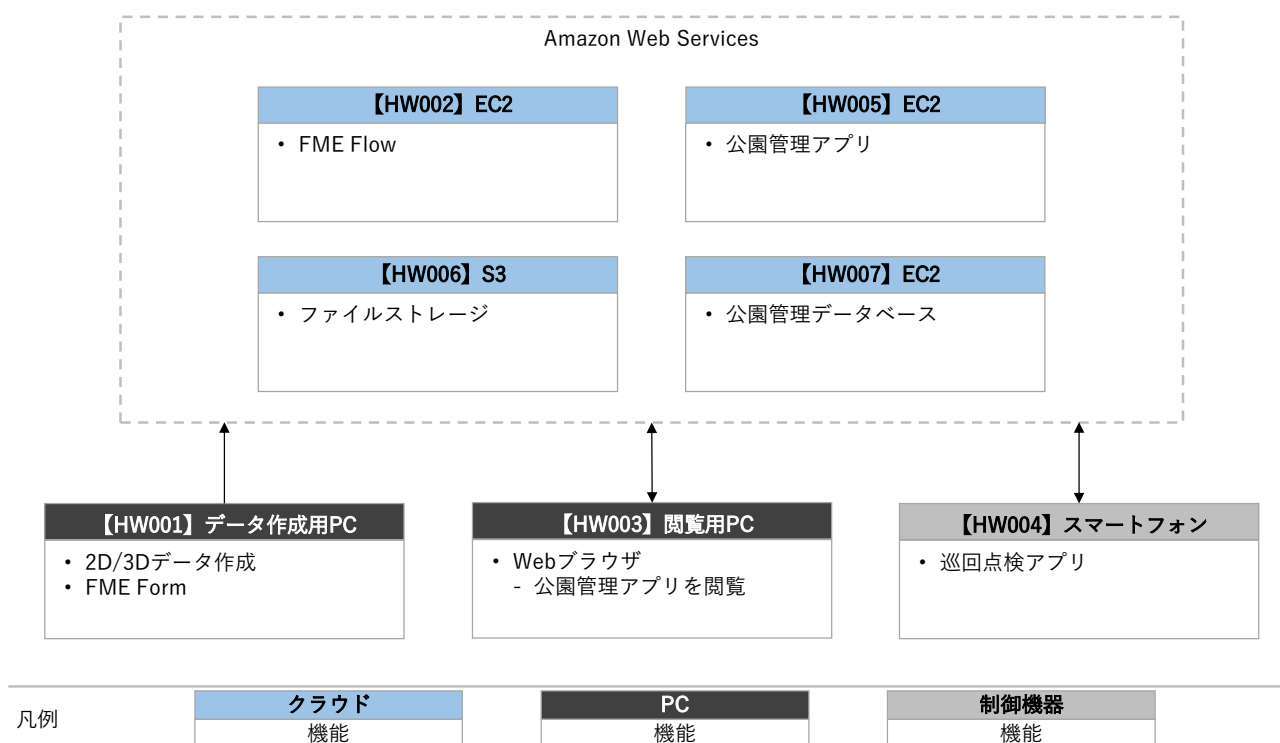 Amazon Web Services
【HW002】EC2
• FME Flow
【HW005】EC2
• 公園管理アプリ
【HW006】S3
• ファイルストレージ
【HW007】EC2
• 公園管理データベース
【HW001】データ作成用PC
• 2D/3Dデータ作成
• FME Form
【HW003】閲覧用PC
• Webブラウザ
- 公園管理アプリを閲覧
【HW004】スマートフォン
• 巡回点検アプリ
凡例
クラウド
機能
PC
機能
制御機器
機能